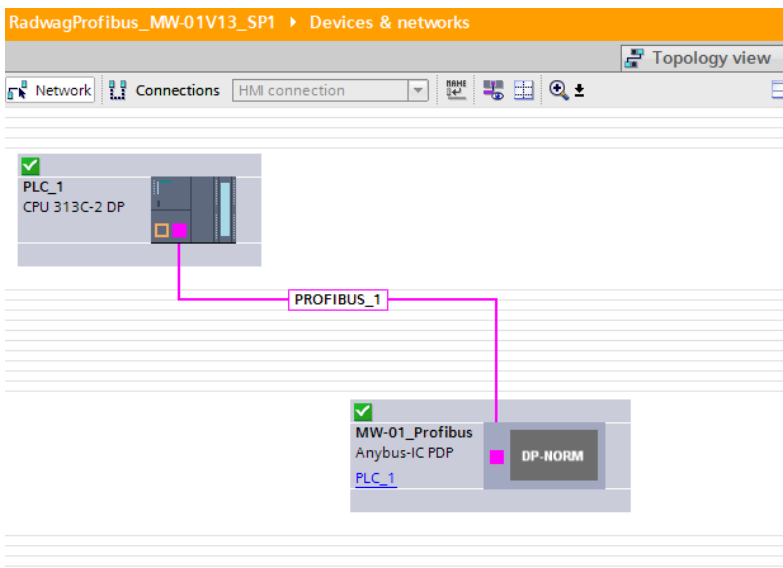 RadwagProfibus_MW-01V13_SP1 ▸ Devices & networks
Topology view
Network Connections HMI connection
NAME
PLC_1
CPU 313C-2 DP
PROFIBUS_1
MW-01_Profibus
Anybus-IC PDP
DP-NORM
PLC_1